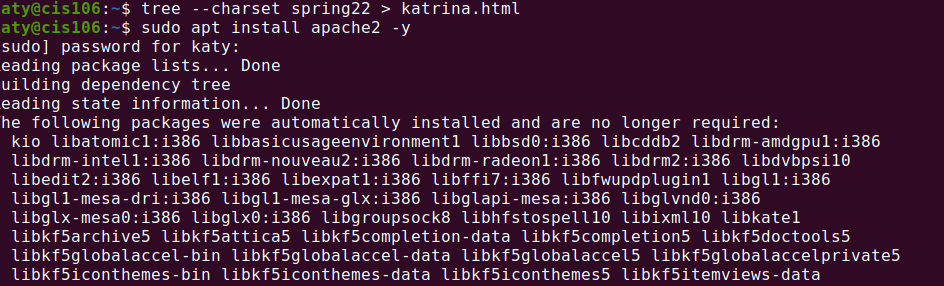 aty@cis106:~$ tree --charset spring22 > katrina.html
aty@cis106:~$ sudo apt install apache2 -y
sudo] password for katy:
eading package lists... Done
uilding dependency tree
eading state information... Done
he following packages were automatically installed and are no longer required:
kio libatomic1:i386 libbasicusageenvironment1 libbsd0:i386 libcddb2 libdrm-amdgpu1:i386
libdrm-intel1:i386 libdrm-nouveau2:i386 libdrm-radeon1:i386 libdrm2:i386 libdvbpsi10
libedit2:i386 libelf1:i386 libexpat1:i386 libffi7:i386 libfwupdplugin1 libgl1:i386
libgl1-mesa-dri:i386 libgl1-mesa-glx:i386 libglapi-mesa:i386 libglvnd0:i386
libglx-mesa0:i386 libglx0:i386 libgroupsock8 libhfstospell10 libixml10 libkate1
libkf5archive5 libkf5attica5 libkf5completion-data libkf5completion5 libkf5doctools5
libkf5globalaccel-bin libkf5globalaccel-data libkf5globalaccel5 libkf5globalaccelprivate5
libkf5iconthemes-bin libkf5iconthemes-data libkf5iconthemes5 libkf5itemviews-data